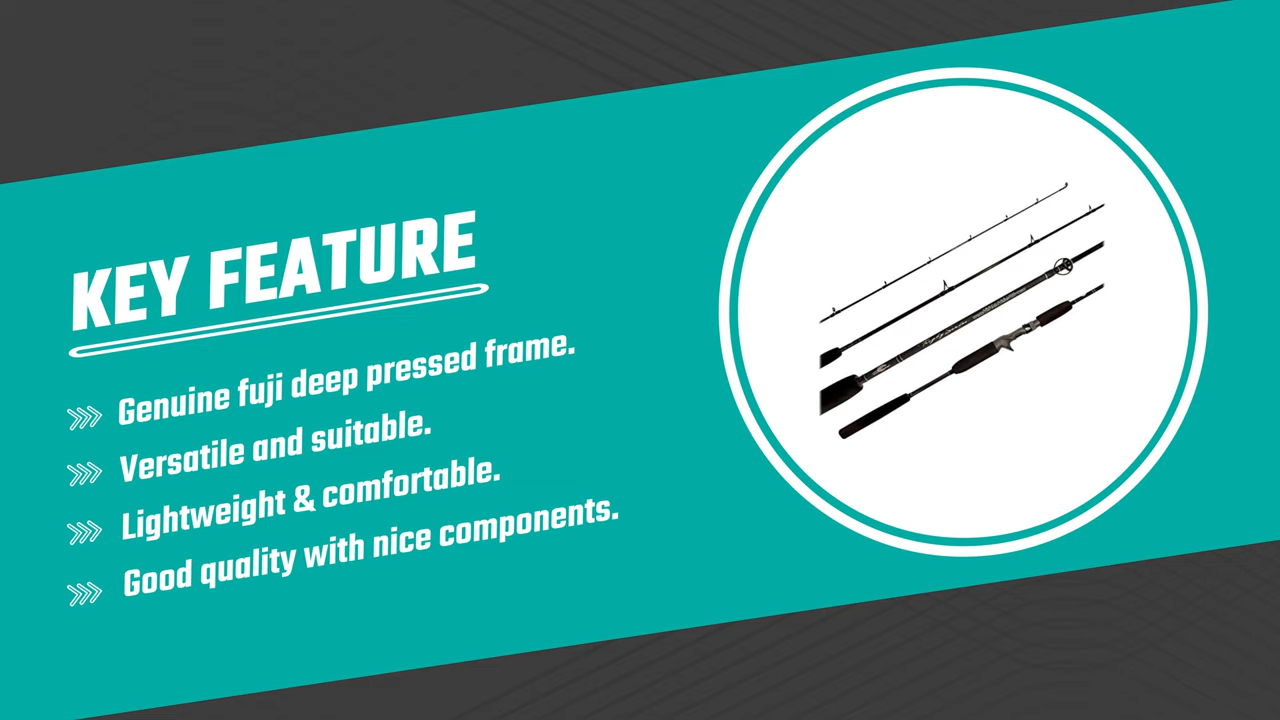 KEY FEATURE
Genuine fuji deep pressed frame.
Versatile and suitable.
Lightweight & comfortable.
Good quality with nice components.